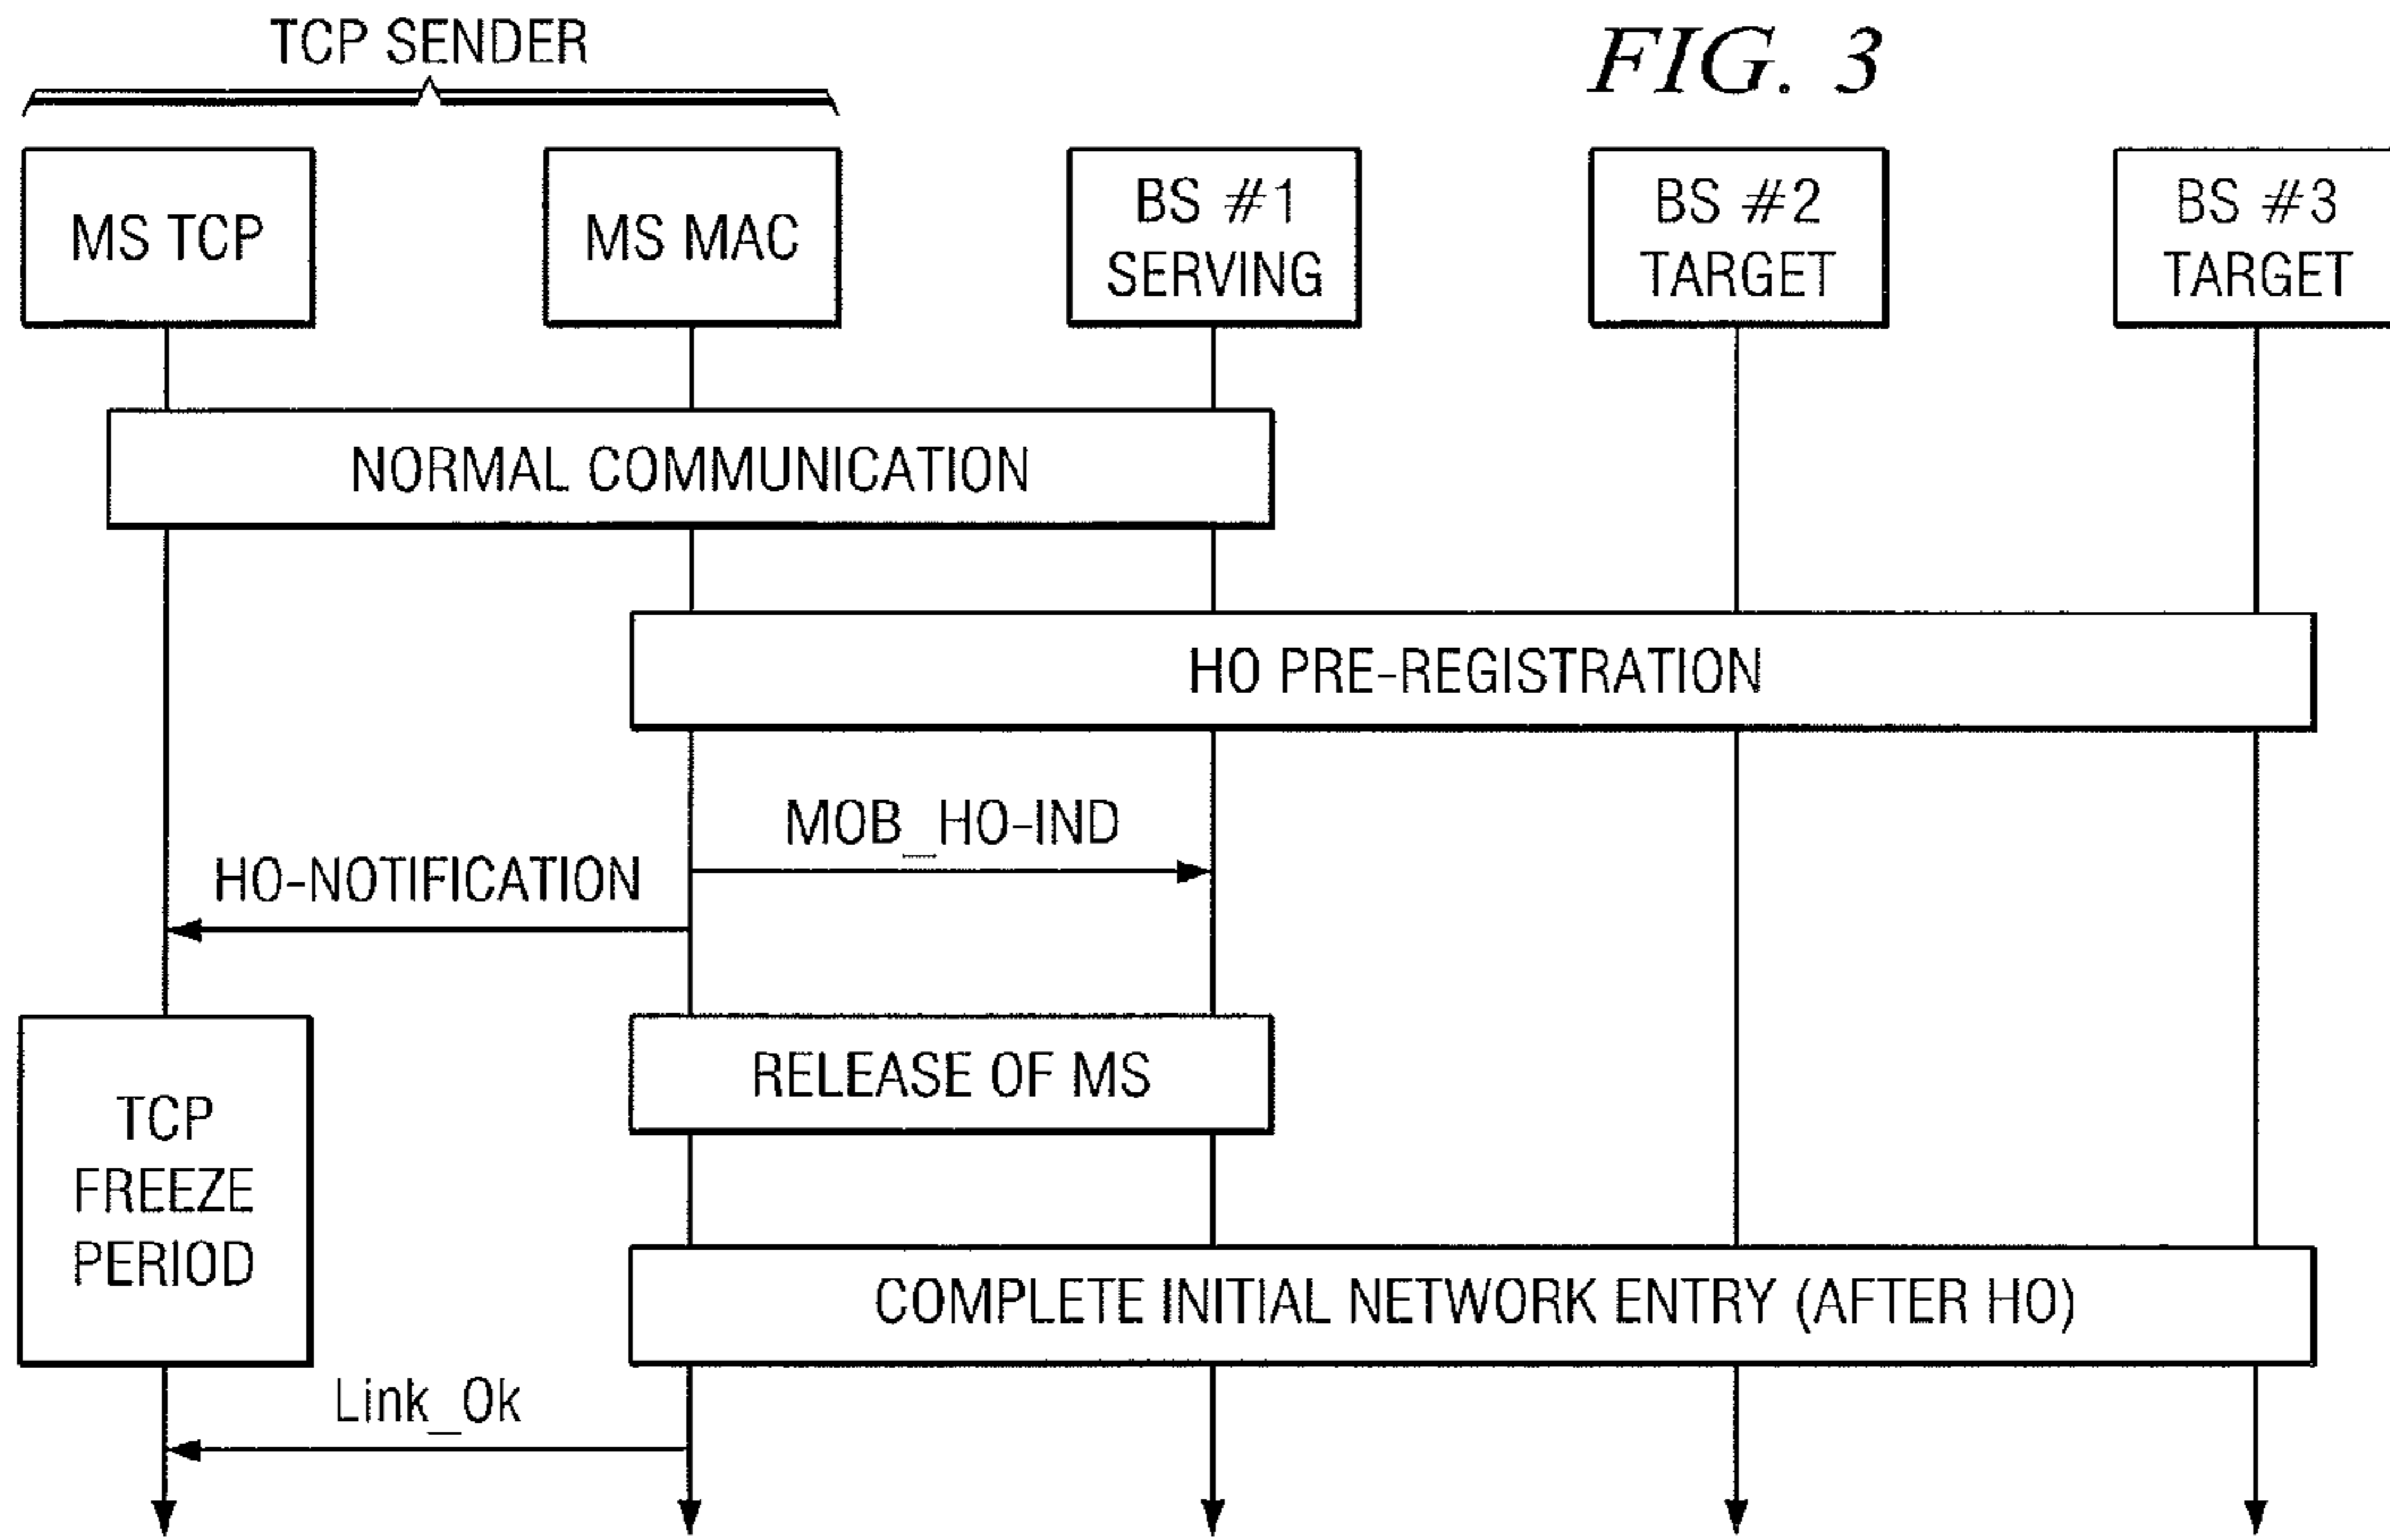 FIG. 3
TCP SENDER
MS TCP
MS MAC
BS #1
SERVING
BS #2
TARGET
BS #3
TARGET
NORMAL COMMUNICATION
HO PRE-REGISTRATION
MOB_HO-IND
HO-NOTIFICATION
RELEASE OF MS
TCP
FREEZE
PERIOD
COMPLETE INITIAL NETWORK ENTRY (AFTER HO)
Link_Ok